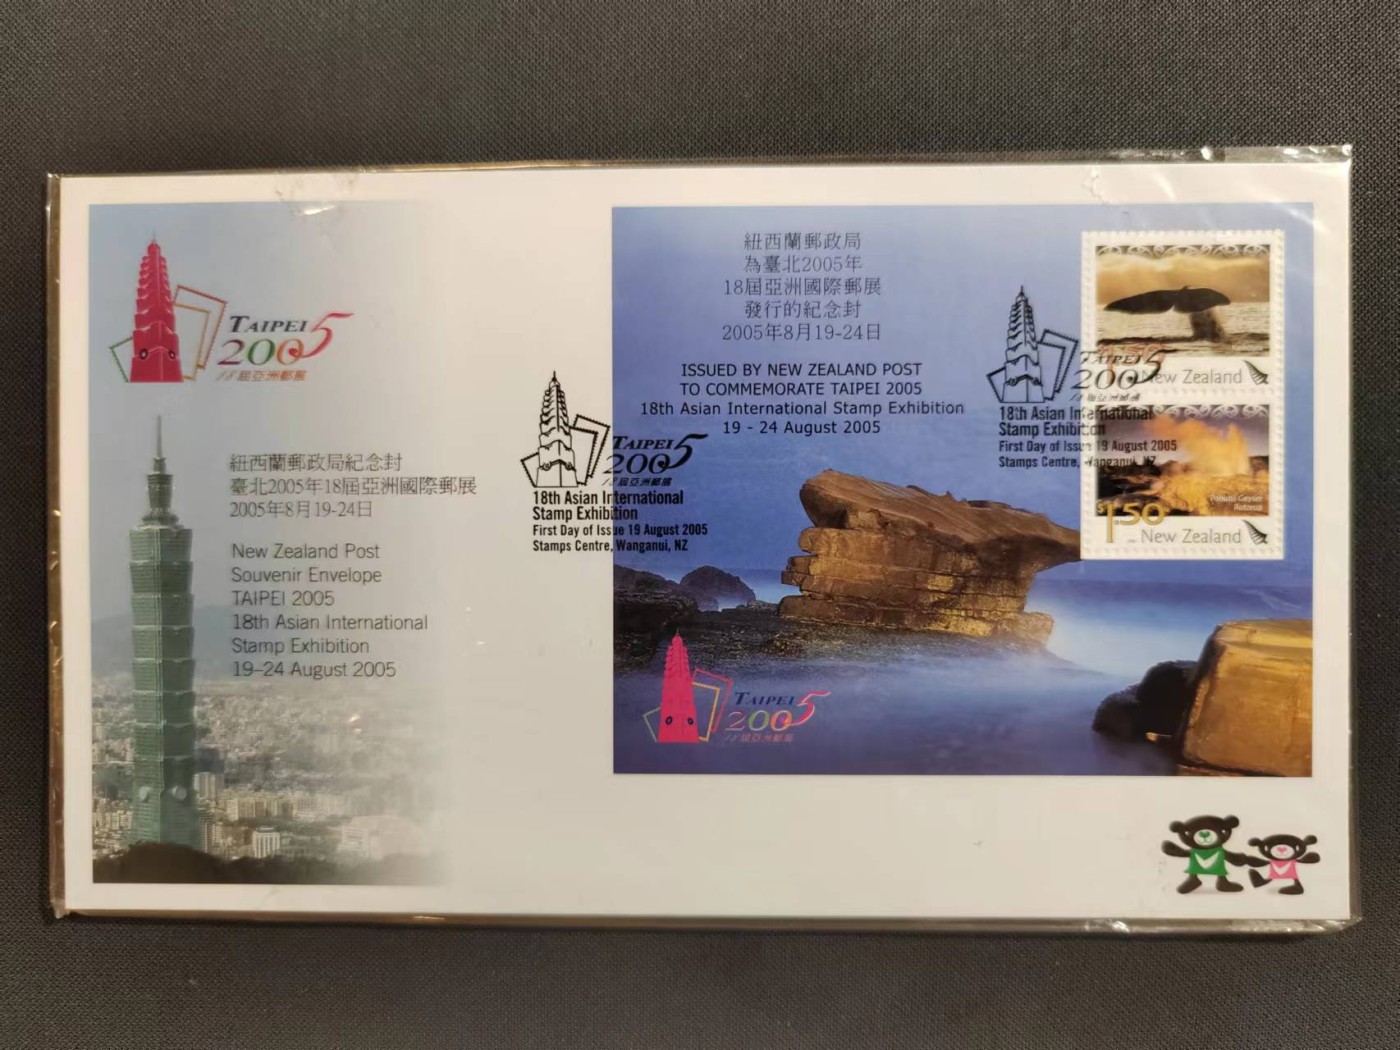 TAIPEI
2005
18屆亞洲郵展
紐西蘭郵政局紀念封
臺北2005年18屆亞洲國際郵展
2005年8月19-24日
New Zealand Post
Souvenir Envelope
TAIPEI 2005
18th Asian International
Stamp Exhibition
19–24 August 2005
TAIPEI
2005
18屆亞洲郵展
18th Asian International
Stamp Exhibition
First Day of Issue 19 August 2005
Stamps Centre, Wanganui, NZ
紐西蘭郵政局
為臺北2005年
18屆亞洲國際郵展
發行的紀念封
2005年8月19-24日
ISSUED BY NEW ZEALAND POST
TO COMMEMORATE TAIPEI 2005
18th Asian International Stamp Exhibition
19 - 24 August 2005
TAIPEI
2005
18屆亞洲郵展
18th Asian International
Stamp Exhibition
First Day of Issue 19 August 2005
Stamps Centre, Wanganui, NZ
New Zealand
Pohutu Geyser
Rotorua
$1.50
New Zealand
TAIPEI
2005
18屆亞洲郵展